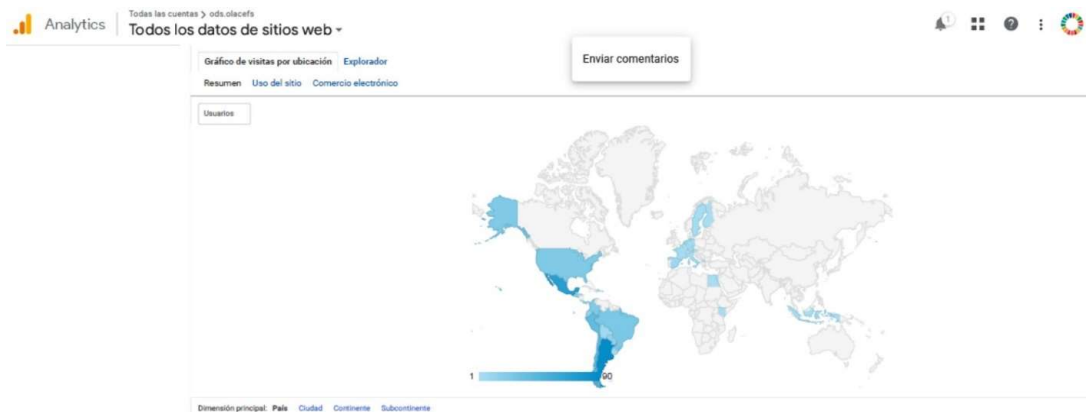 Analytics
Todas las cuentas > ods.olacefs
Todos los datos de sitios web
1
Enviar comentarios
Gráfico de visitas por ubicación Explorador
Resumen Uso del sitio Comercio electrónico
Usuarios
1 90
Dimensión principal: País Ciudad Continente Subcontinente